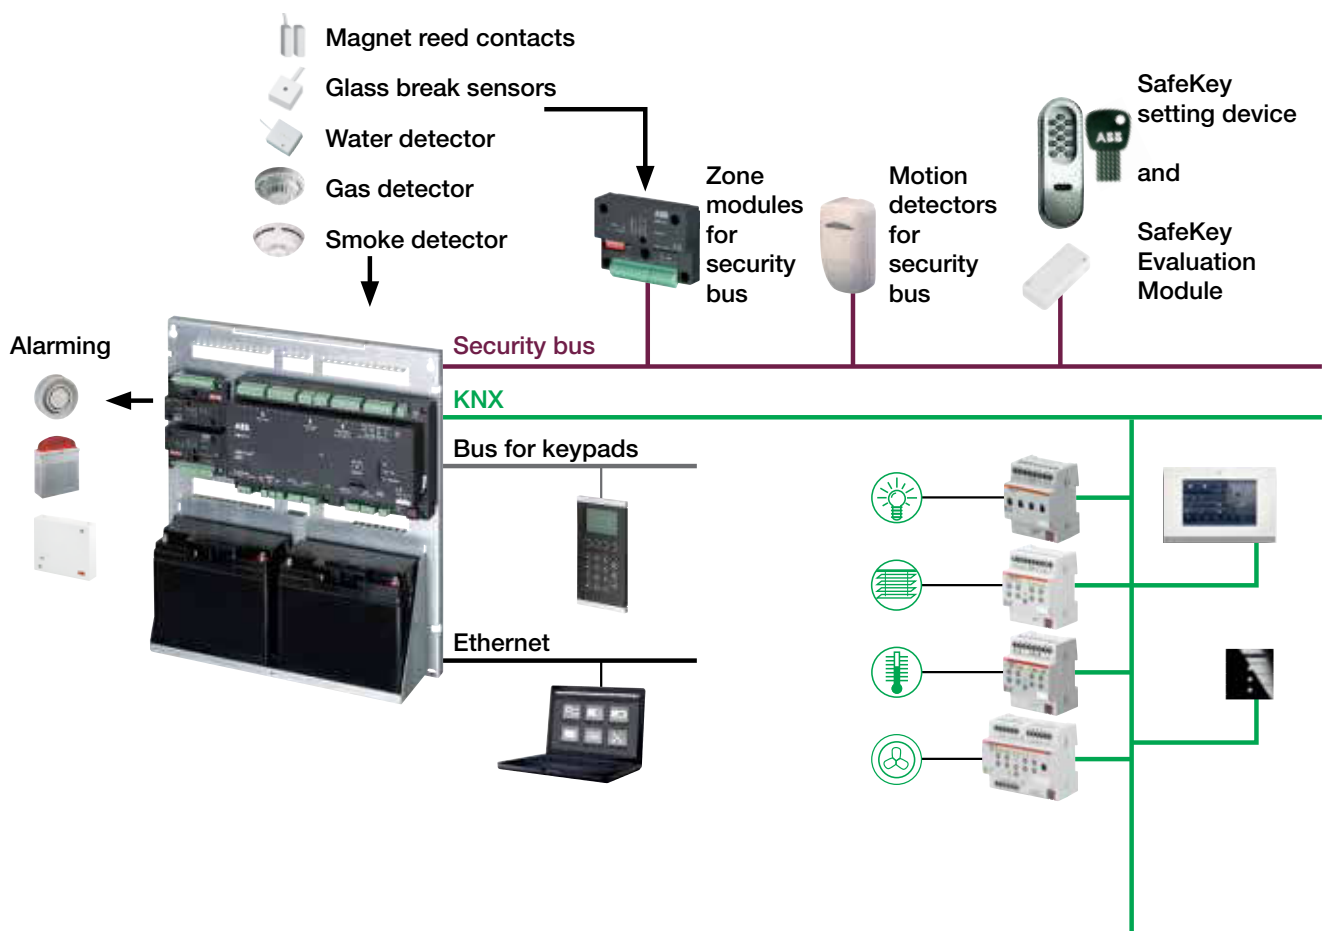 Magnet reed contacts
Glass break sensors
Water detector
Gas detector
Smoke detector
Zone
modules
for
security
bus
Motion
detectors
for
security
bus
SafeKey
setting device
ABB
and
SafeKey
Evaluation
Module
Alarming
Security bus
KNX
Bus for keypads
Ethernet
ABB
ABB